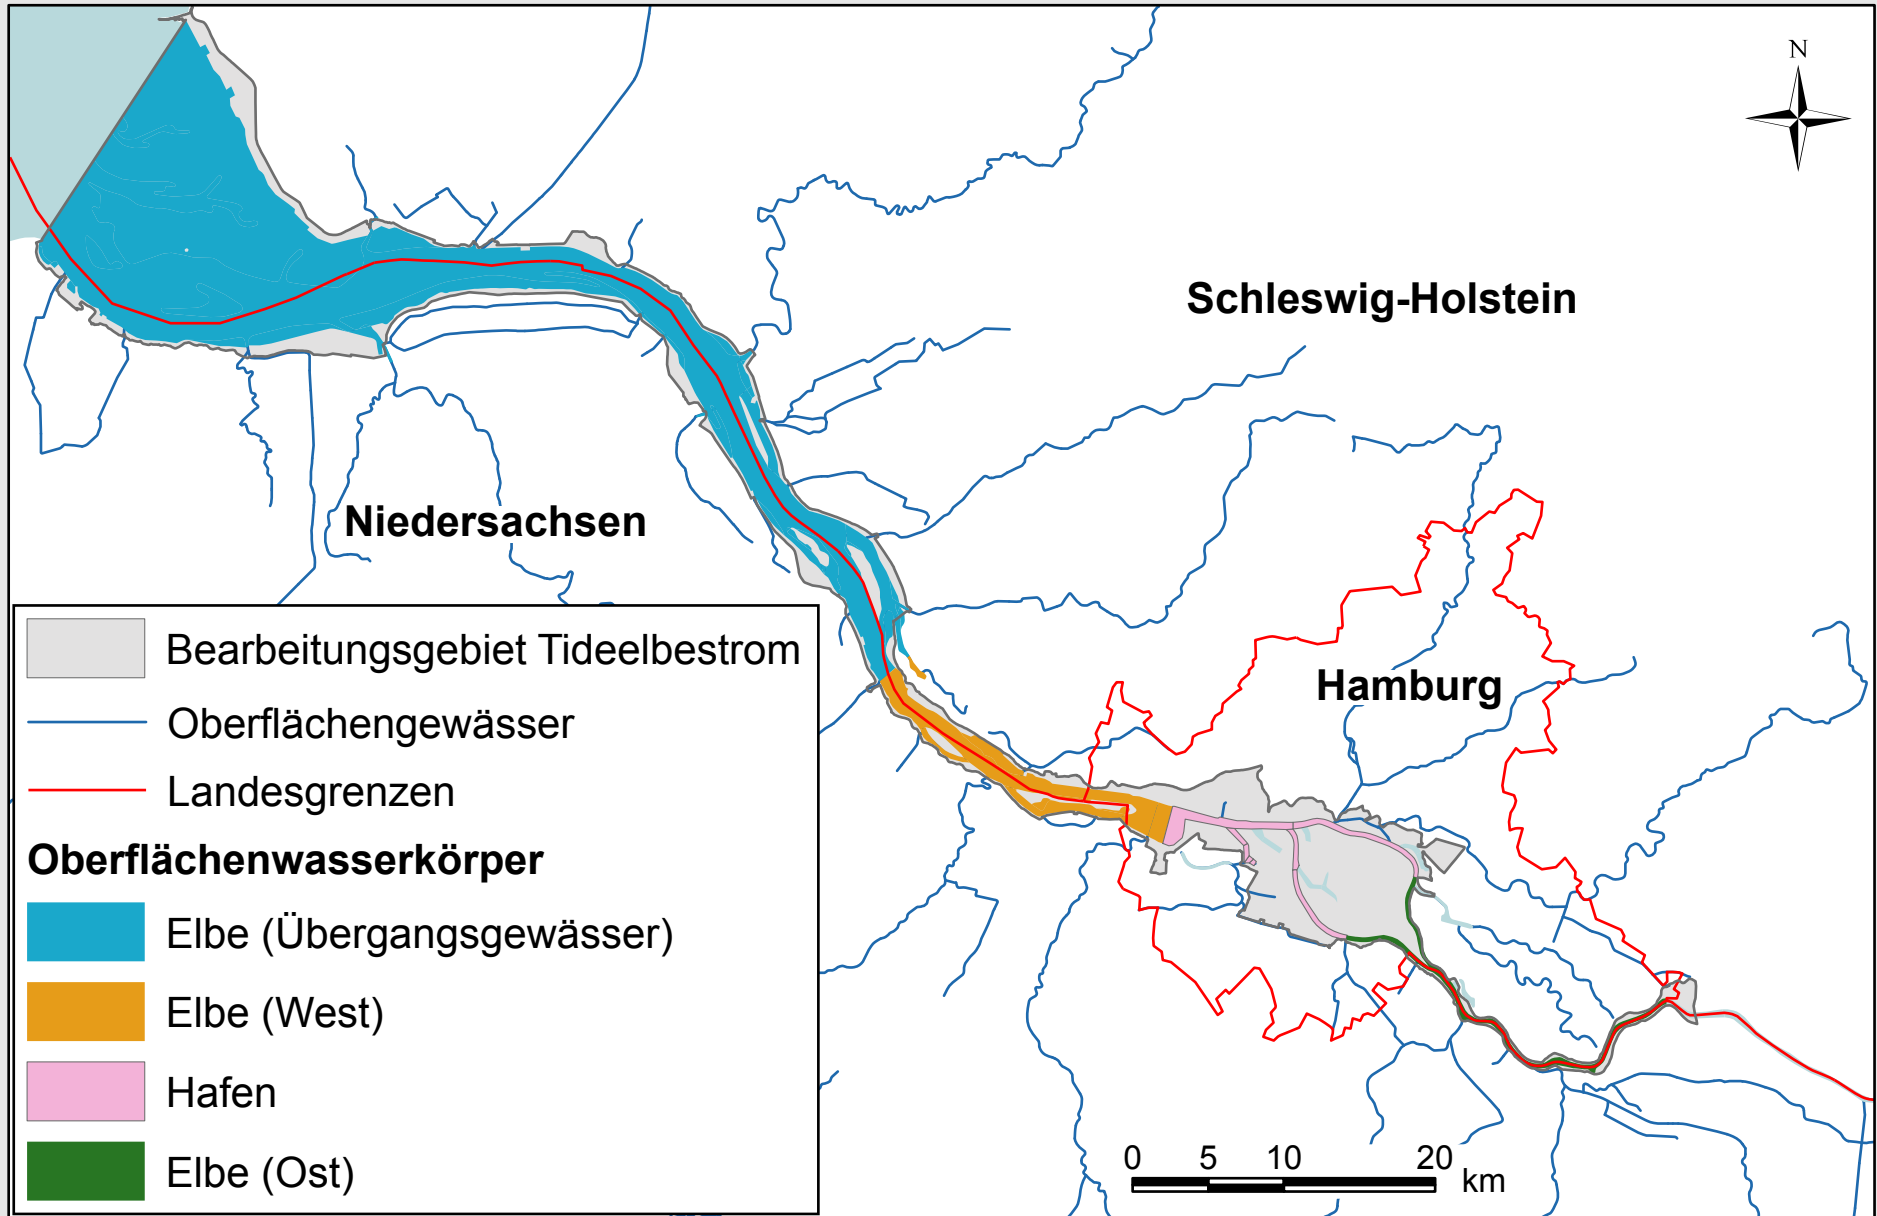 N
Schleswig-Holstein
Niedersachsen
Hamburg
Bearbeitungsgebiet Tideelbestrom
Oberflächengewässer
Landesgrenzen
Oberflächenwasserkörper
Elbe (Übergangsgewässer)
Elbe (West)
Hafen
Elbe (Ost)
0 5 10 20
km